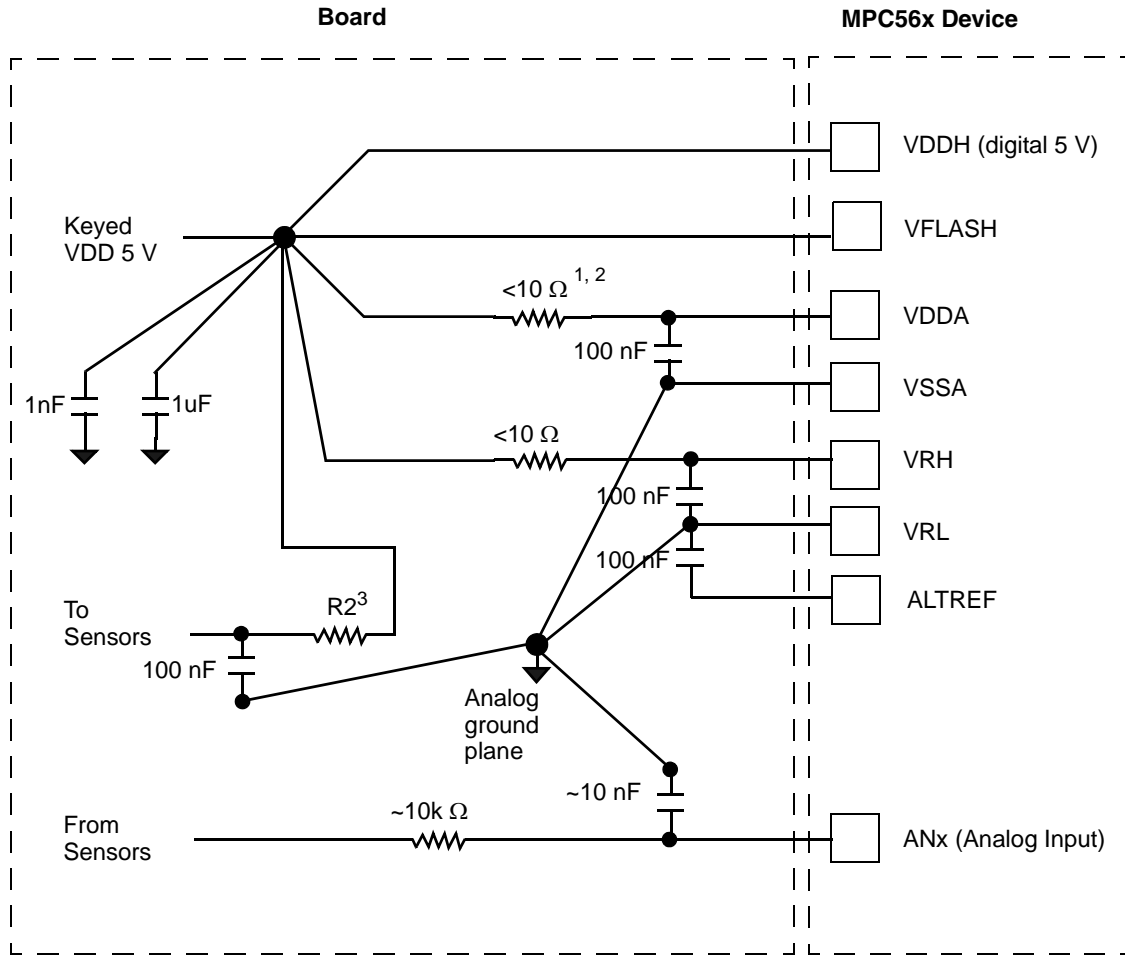 Board
MPC56x Device
VDDH (digital 5 V)
Keyed
VDD 5 V
VFLASH
<10 Ω 1, 2
VDDA
100 nF
VSSA
1nF
1uF
<10 Ω
VRH
100 nF
VRL
100 nF
ALTREF
To
Sensors
R2³
100 nF
Analog
ground
plane
~10 nF
~10k Ω
From
Sensors
ANx (Analog Input)